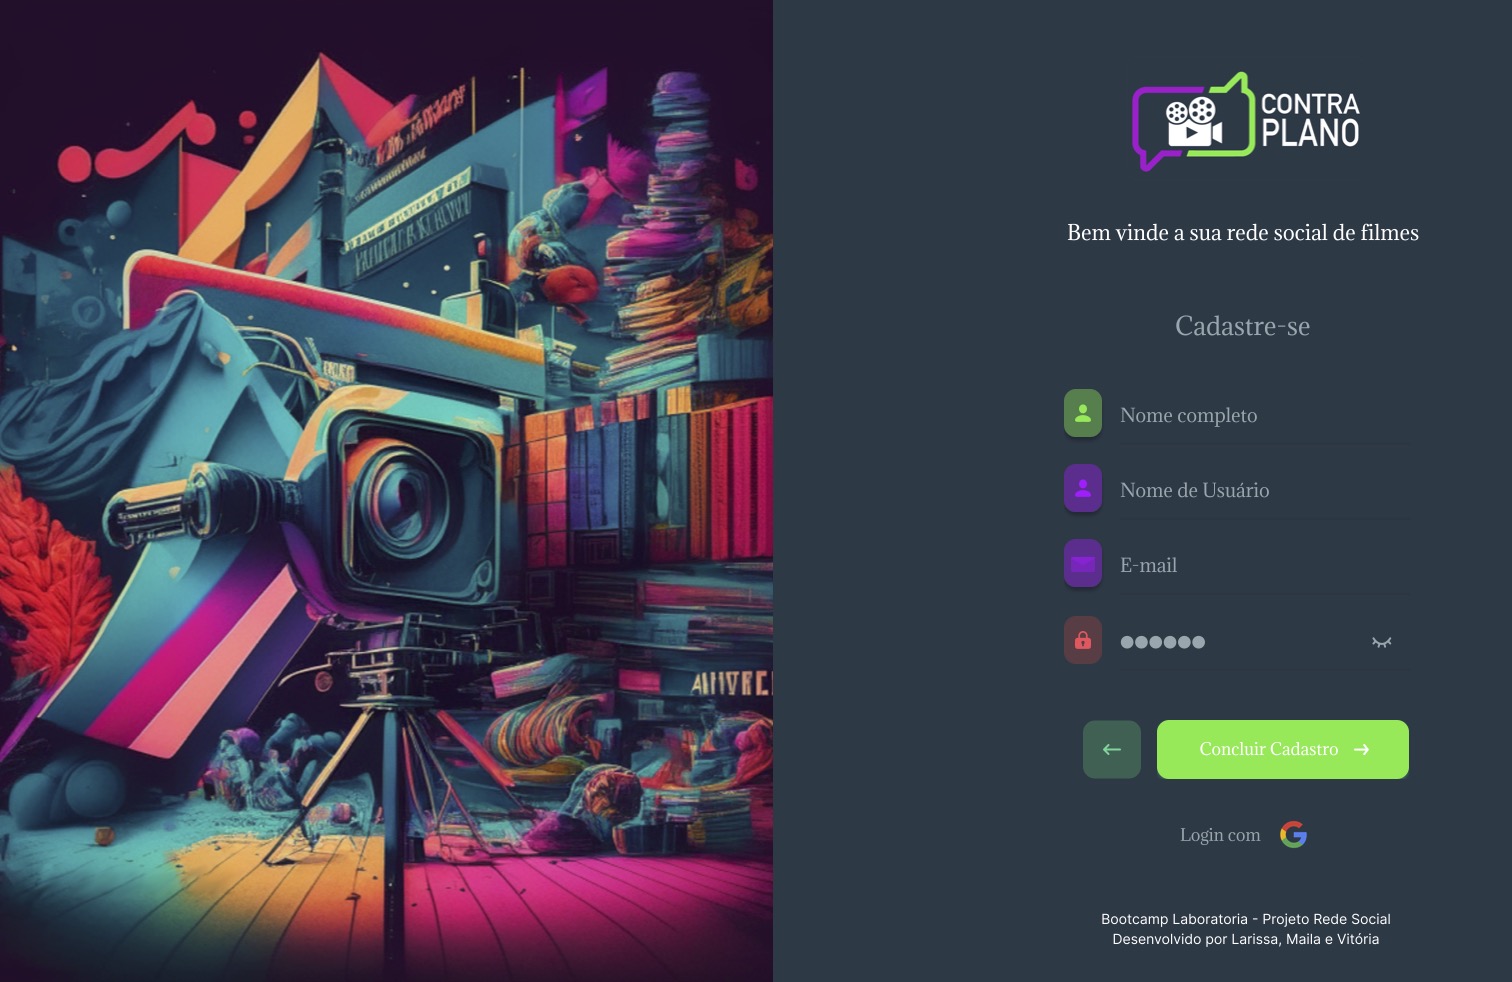 CONTRA
PLANO
Bem vinde a sua rede social de filmes
Cadastre-se
Nome completo
Nome de Usuário
E-mail
●●●●●●
Concluir Cadastro
Login com
Bootcamp Laboratoria - Projeto Rede Social
Desenvolvido por Larissa, Maila e Vitória